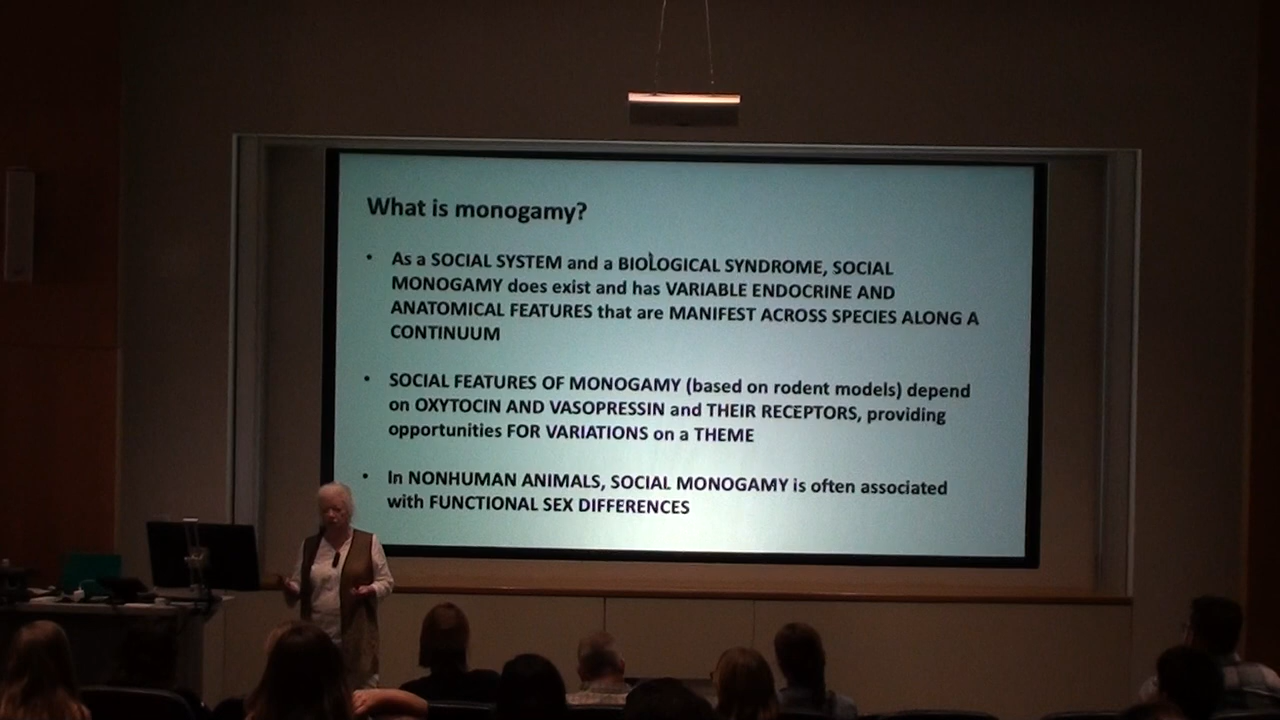 What is monogamy?
• As a SOCIAL SYSTEM and a BIOLOGICAL SYNDROME, SOCIAL
MONOGAMY does exist and has VARIABLE ENDOCRINE AND
ANATOMICAL FEATURES that are MANIFEST ACROSS SPECIES ALONG A
CONTINUUM
• SOCIAL FEATURES OF MONOGAMY (based on rodent models) depend
on OXYTOCIN AND VASOPRESSIN and THEIR RECEPTORS, providing
opportunities FOR VARIATIONS on a THEME
• In NONHUMAN ANIMALS, SOCIAL MONOGAMY is often associated
with FUNCTIONAL SEX DIFFERENCES